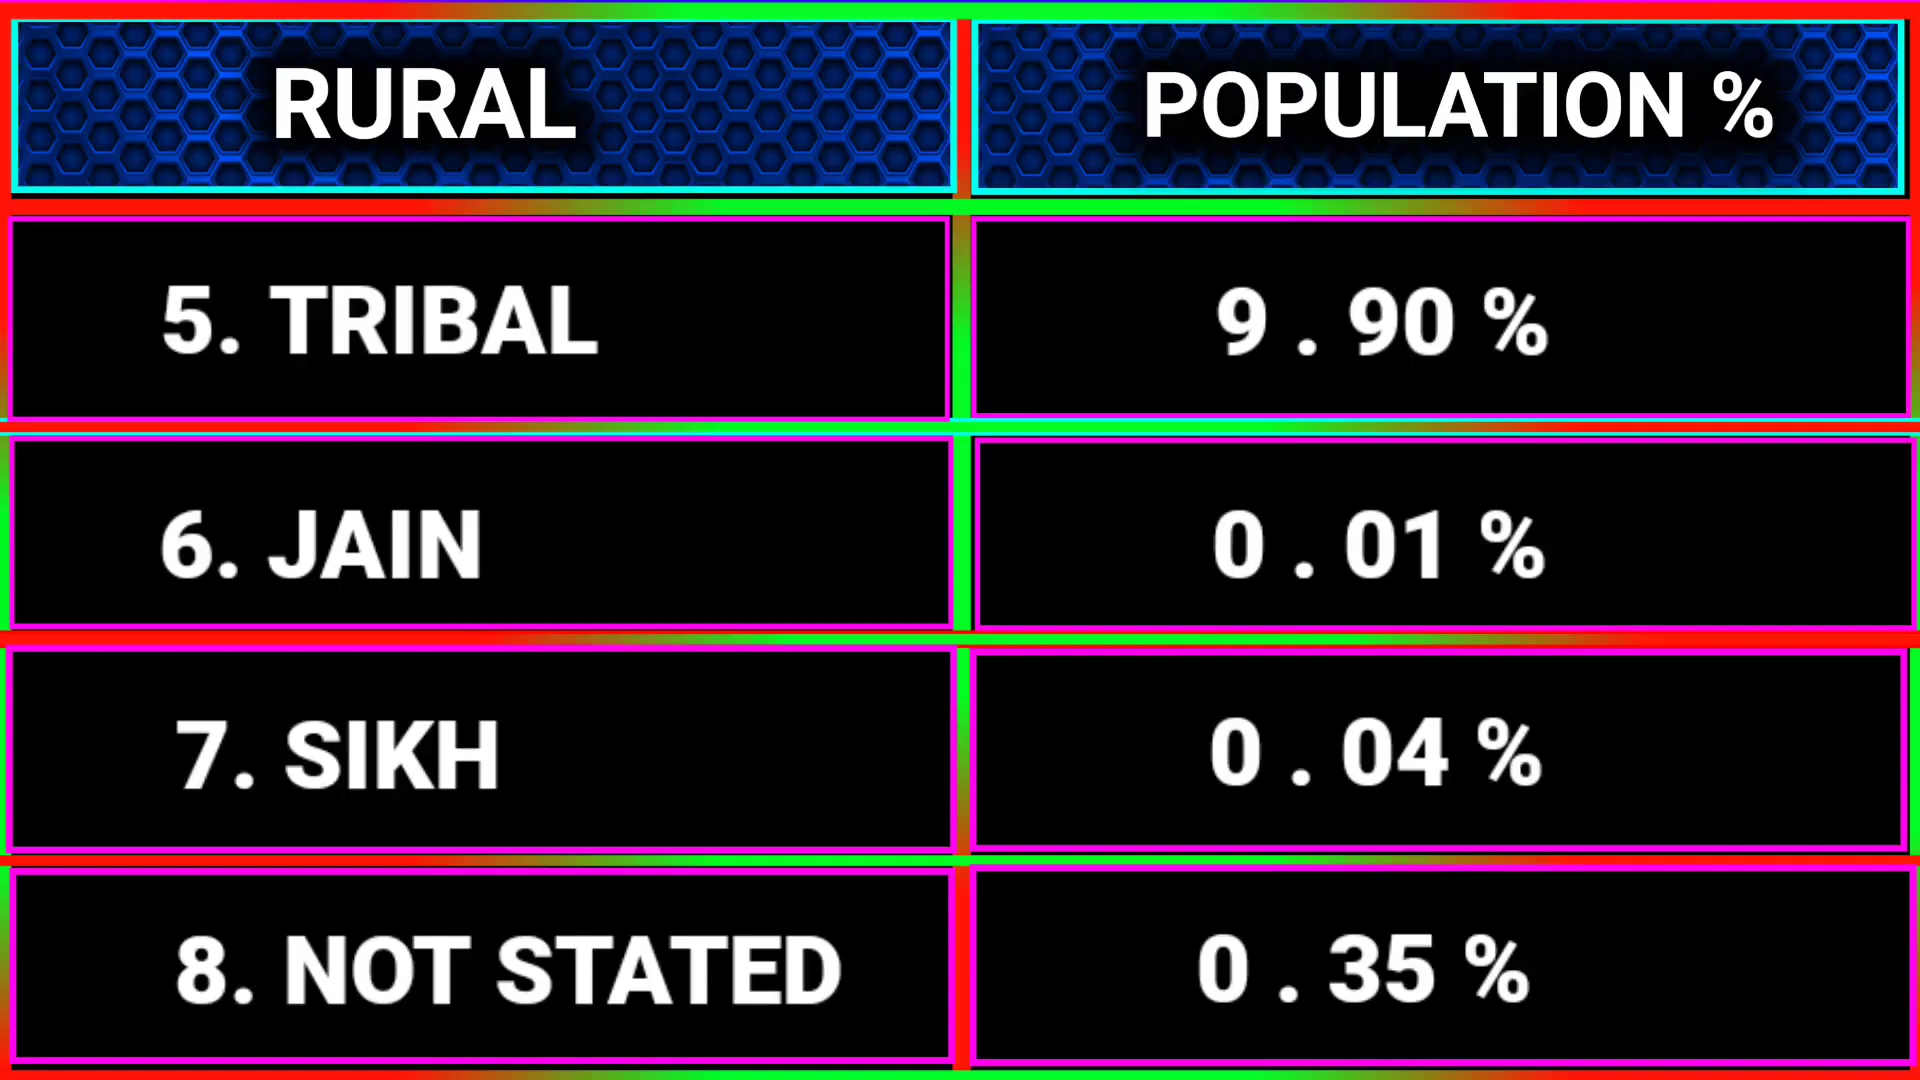 RURAL POPULATION %
5. TRIBAL 9 . 90 %
6. JAIN 0 . 01 %
7. SIKH 0 . 04 %
8. NOT STATED 0 . 35 %